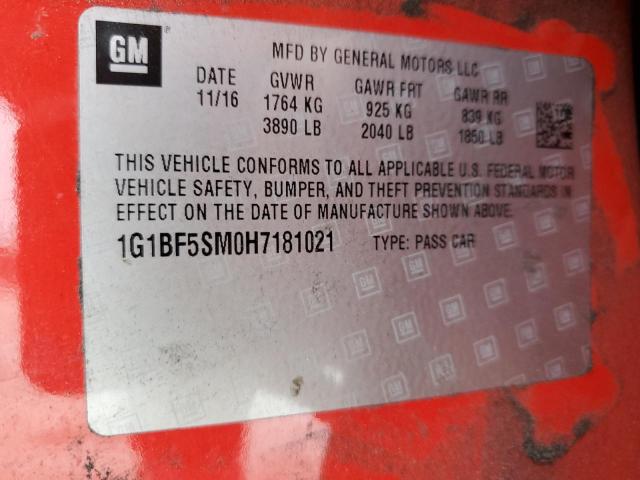 GM
MFD BY GENERAL MOTORS LLC
DATE GVWR GAWR FRT GAWR RR
11/16 1764 KG 925 KG 839 KG
3890 LB 2040 LB 1850 LB
THIS VEHICLE CONFORMS TO ALL APPLICABLE U.S. FEDERAL MOTOR
VEHICLE SAFETY, BUMPER, AND THEFT PREVENTION STANDARDS IN
EFFECT ON THE DATE OF MANUFACTURE SHOWN ABOVE.
1G1BF5SM0H7181021 TYPE: PASS CAR